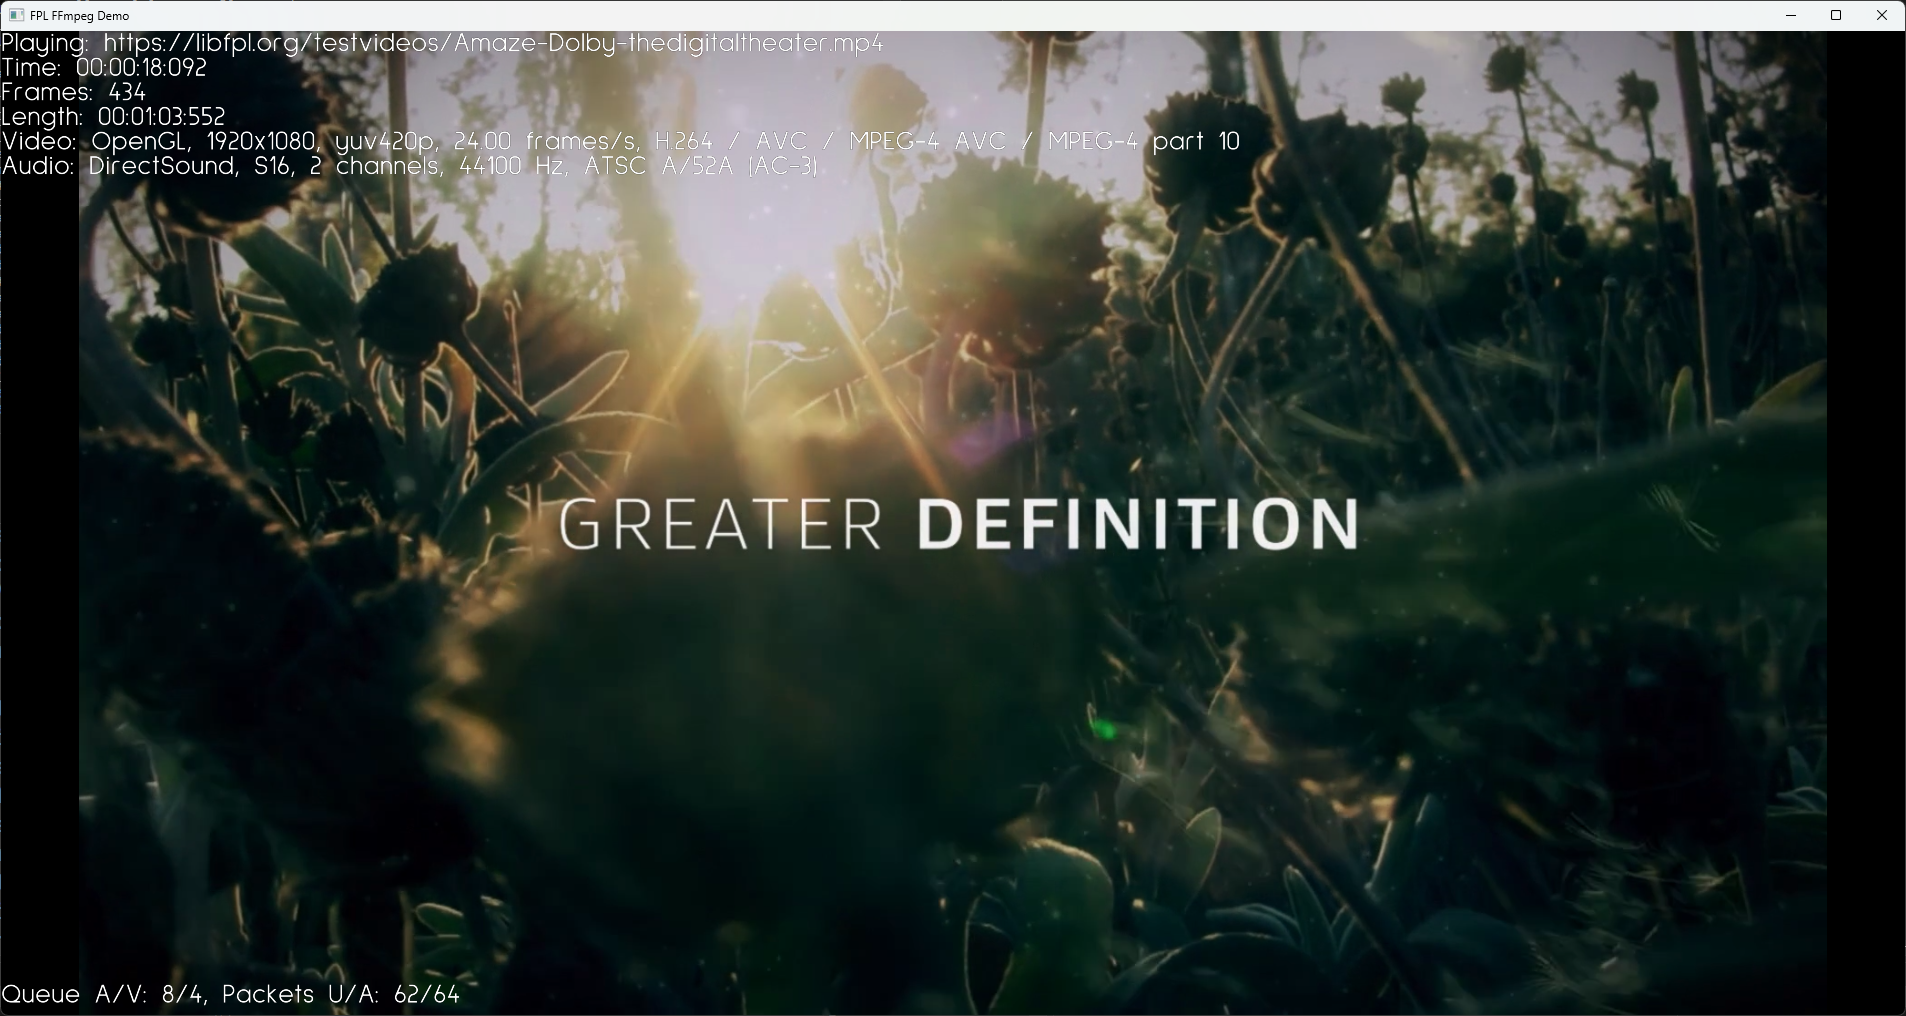 FPL FFmpeg Demo
Playing: https://libfpl.org/testvideos/Amaze-Dolby-thedigitaltheater.mp4
Time: 00:00:18:092
Frames: 434
Length: 00:01:03:552
Video: OpenGL, 1920x1080, yuv420p, 24.00 frames/s, H.264 / AVC / MPEG-4 AVC / MPEG-4 part 10
Audio: DirectSound, S16, 2 channels, 44100 Hz, ATSC A/52A (AC-3)
GREATER DEFINITION
Queue A/V: 8/4, Packets U/A: 62/64